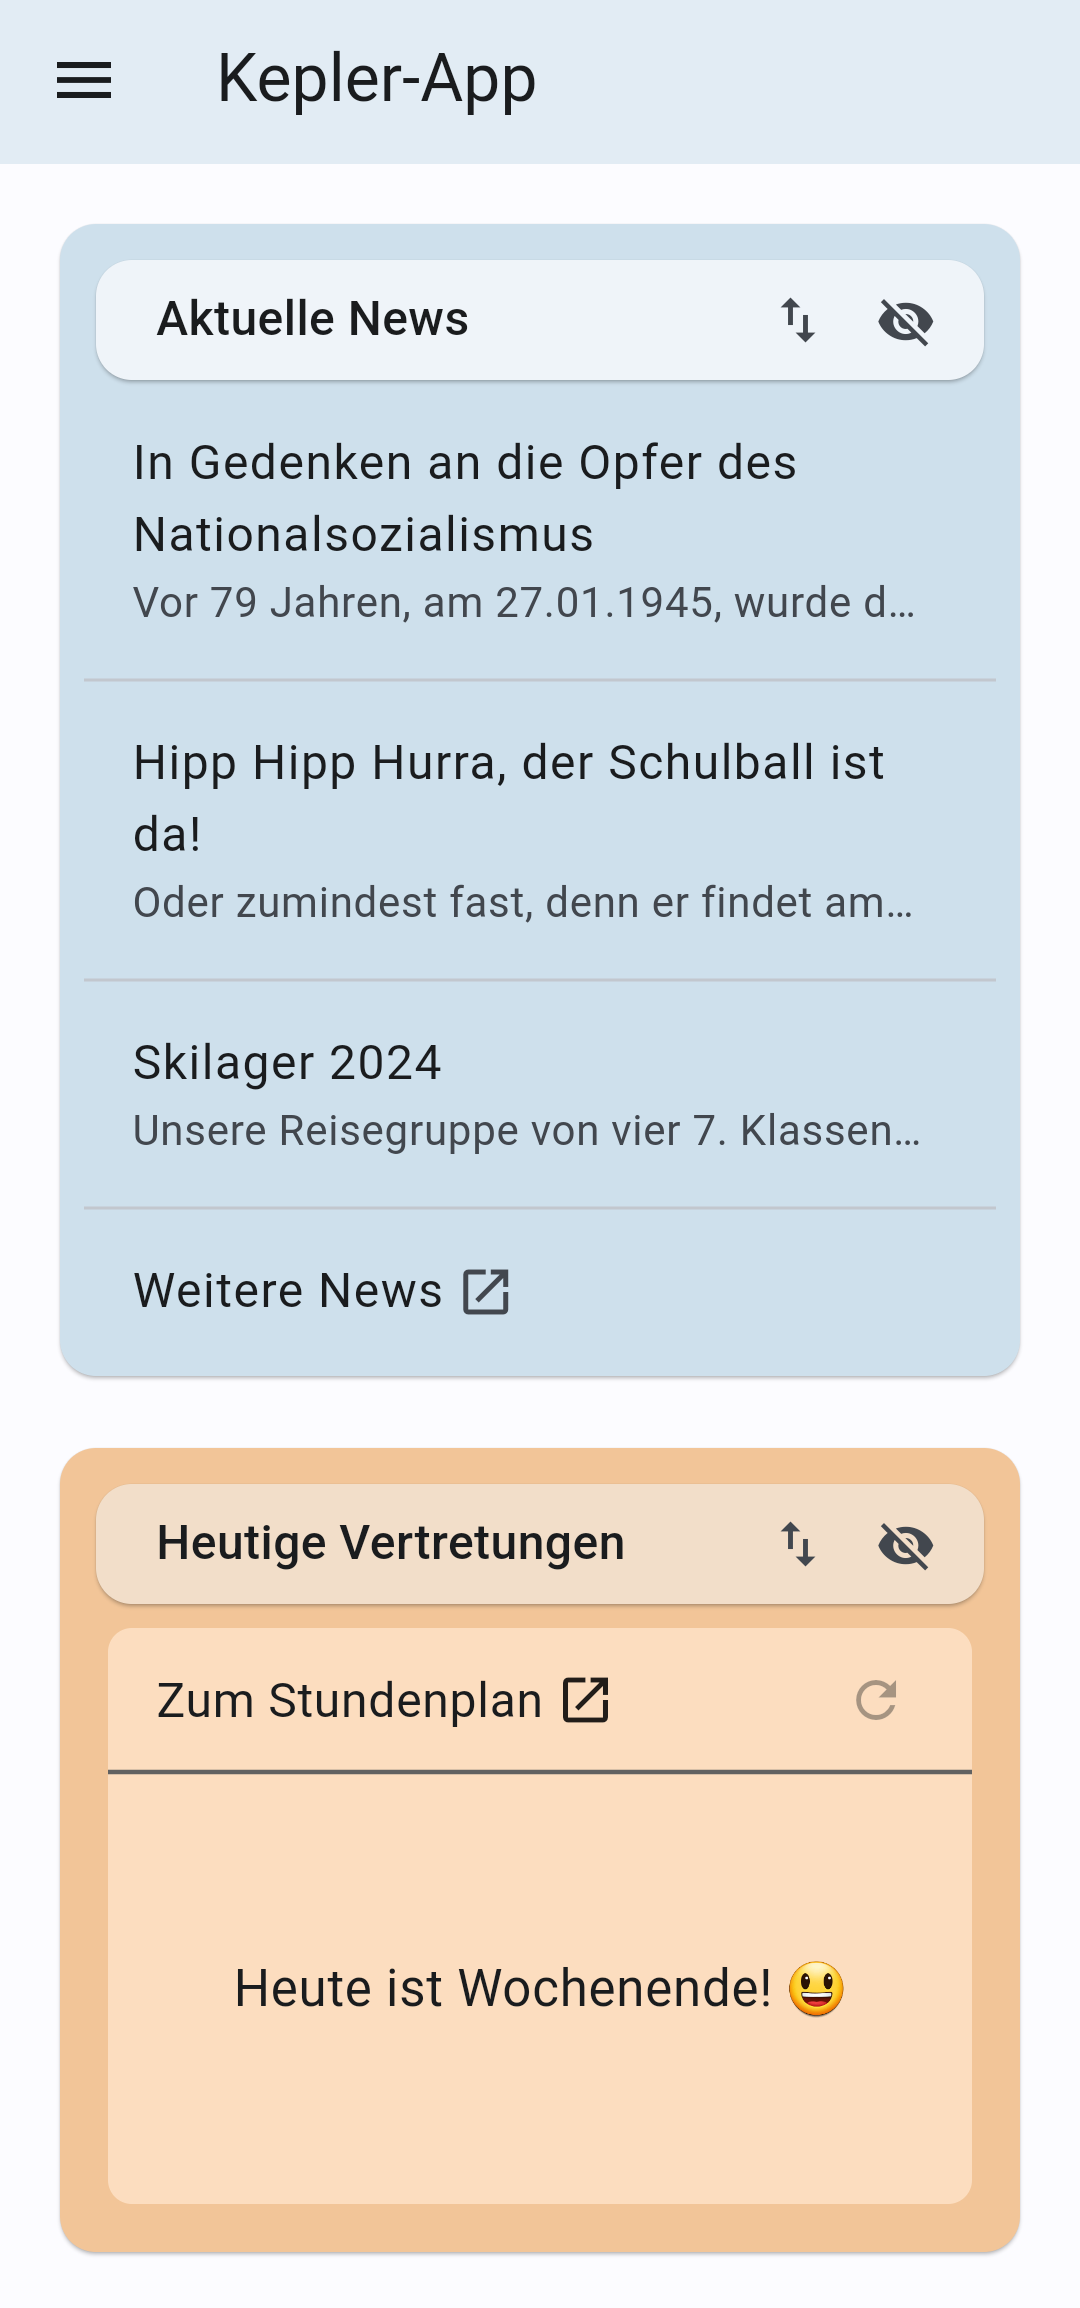 Kepler-App
Aktuelle News
In Gedenken an die Opfer des
Nationalsozialismus
Vor 79 Jahren, am 27.01.1945, wurde d…
Hipp Hipp Hurra, der Schulball ist
da!
Oder zumindest fast, denn er findet am…
Skilager 2024
Unsere Reisegruppe von vier 7. Klassen…
Weitere News
Heutige Vertretungen
Zum Stundenplan
Heute ist Wochenende! 😃